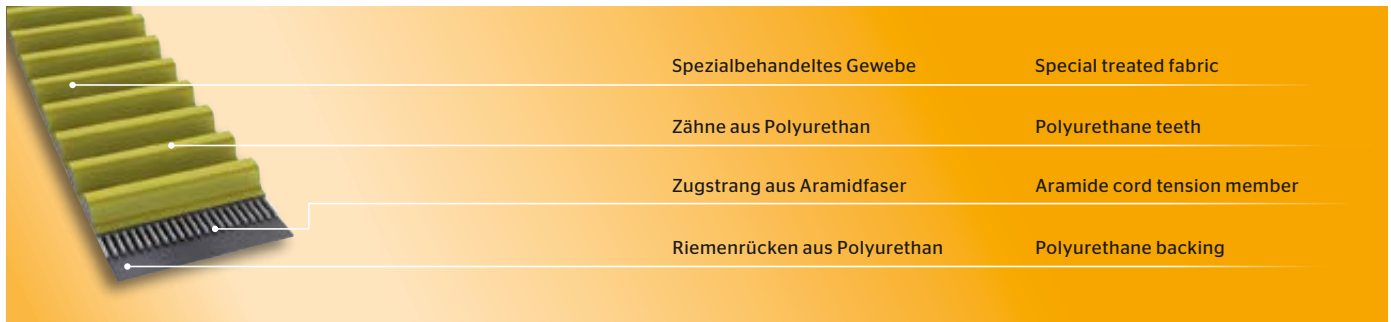 Spezialbehandeltes Gewebe Special treated fabric
Zähne aus Polyurethan Polyurethane teeth
Zugstrang aus Aramidfaser Aramide cord tension member
Riemenrücken aus Polyurethan Polyurethane backing